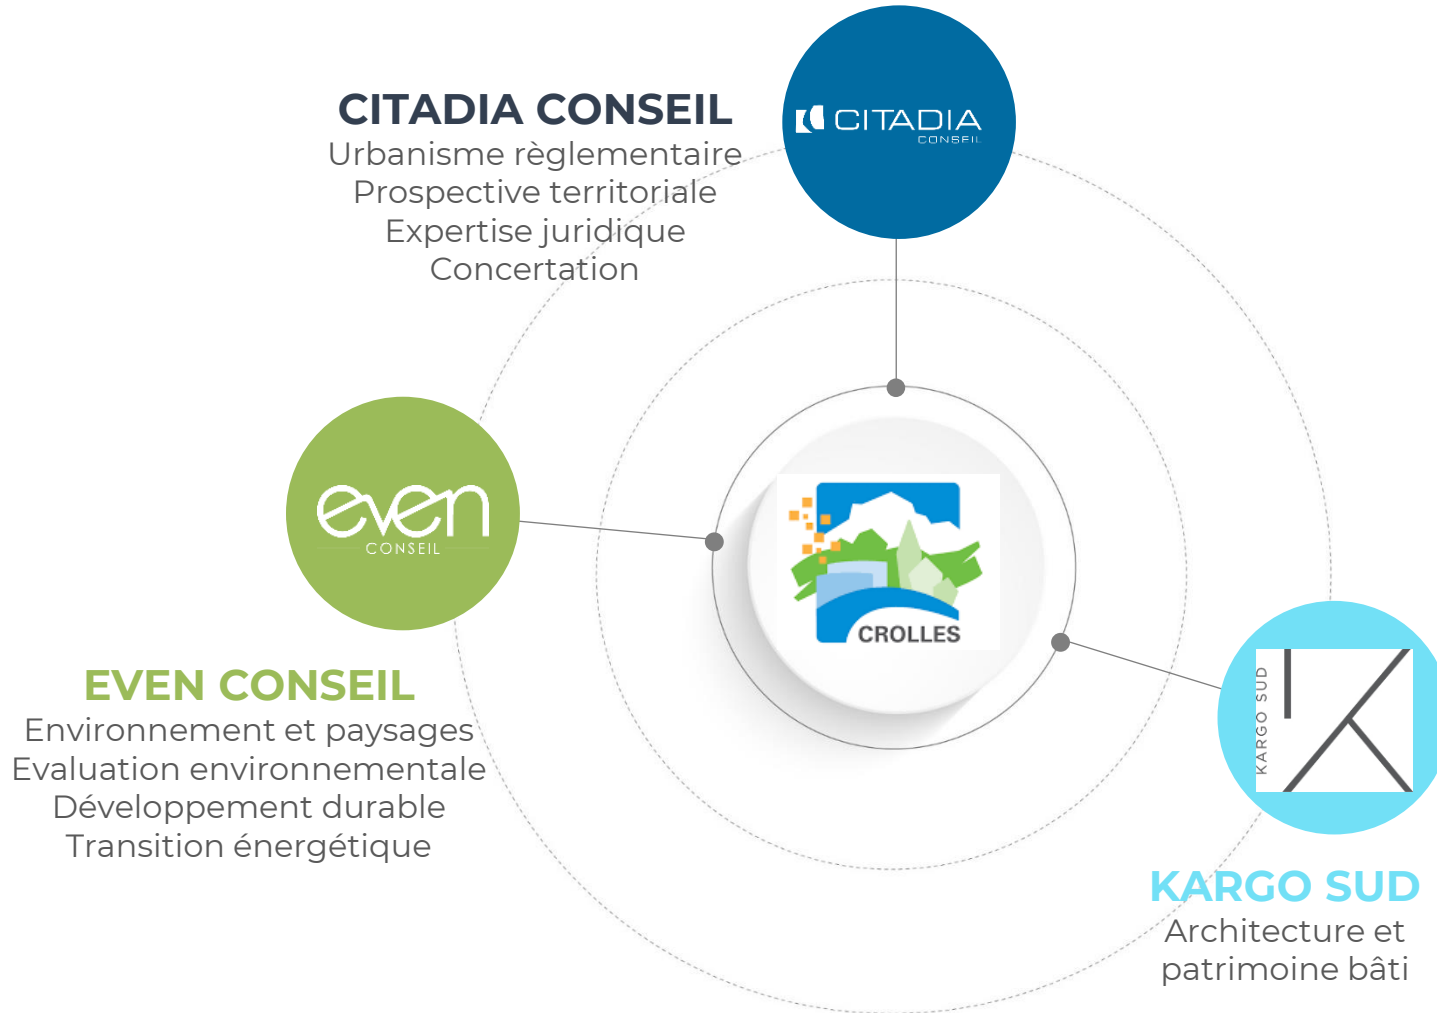 CITADIA CONSEIL
Urbanisme règlementaire
Prospective territoriale
Expertise juridique
Concertation
CITADIA
CONSEIL
even
CONSEIL
EVEN CONSEIL
Environnement et paysages
Evaluation environnementale
Développement durable
Transition énergétique
CROLLES
KARGO SUD
KARGO SUD
Architecture et
patrimoine bâti